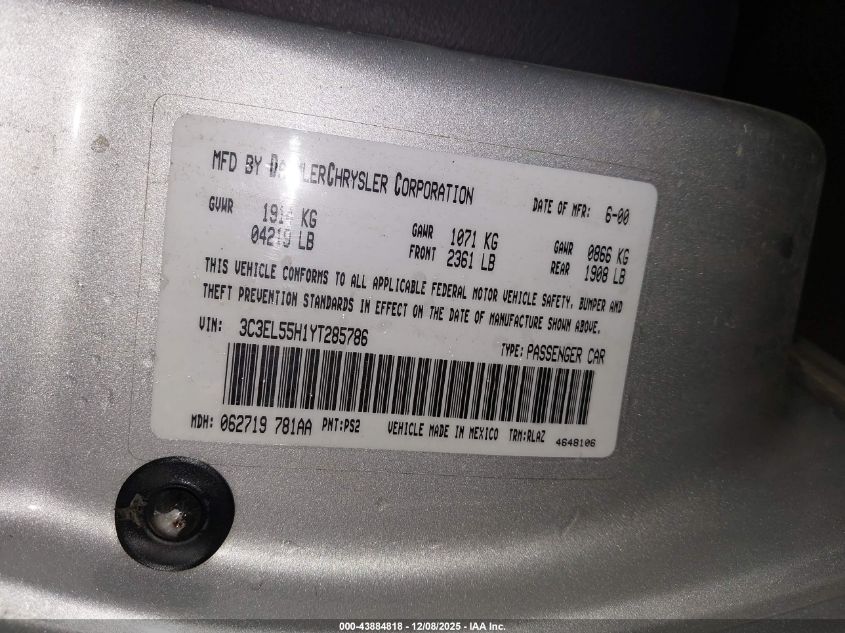 MFD BY DAIMLERCHRYSLER CORPORATION DATE OF MFR: 6-00
GVWR 1914 KG GAWR 1071 KG GAWR 0866 KG
04219 LB FRONT 2361 LB REAR 1908 LB
THIS VEHICLE CONFORMS TO ALL APPLICABLE FEDERAL MOTOR VEHICLE SAFETY, BUMPER AND
THEFT PREVENTION STANDARDS IN EFFECT ON THE DATE OF MANUFACTURE SHOWN ABOVE.
VIN: 3C3EL55H1YT285786 TYPE: PASSENGER CAR
MDH: 062719 781AA PNT:PS2 VEHICLE MADE IN MEXICO TRM:RLAZ 4648106
000-43884818 - 12/08/2025 - IAA Inc.